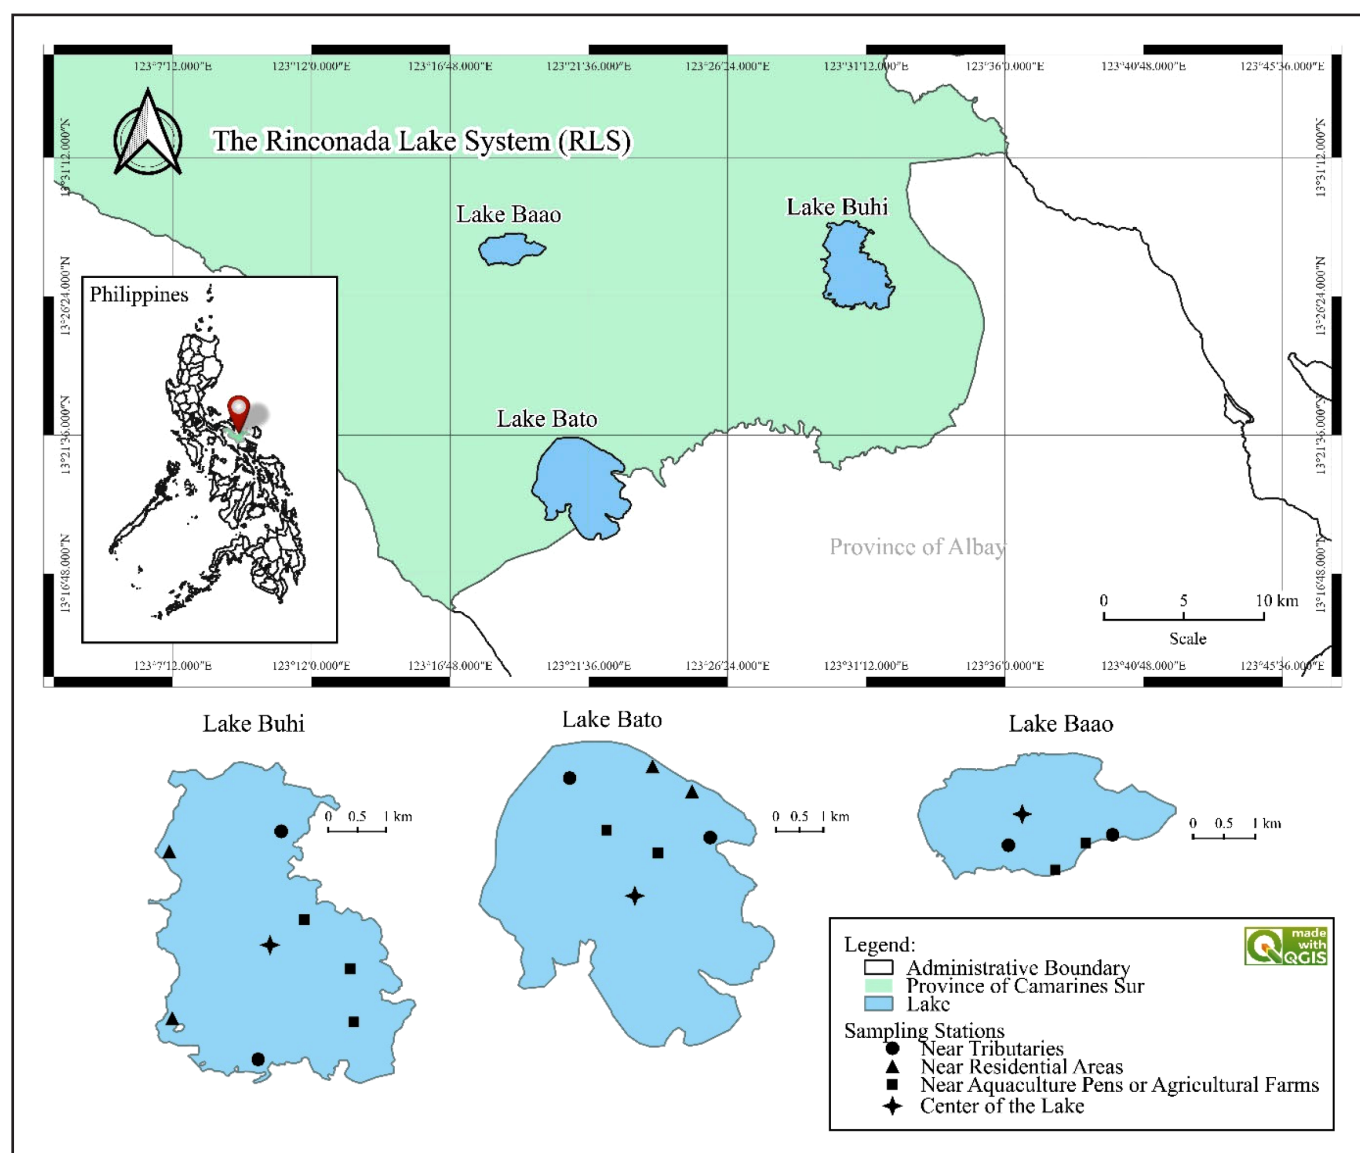 123°7'12.000"E 123°12'0.000"E 123°16'48.000"E 123°21'36.000"E 123°26'24.000"E 123°31'12.000"E 123°36'0.000"E 123°40'48.000"E 123°45'36.000"E
The Rinconada Lake System (RLS)
13°31'12.000"N
13°31'12.000"N
Lake Baao
Lake Buhi
13°26'24.000"N
13°26'24.000"N
Philippines
Lake Bato
13°21'36.000"N
13°21'36.000"N
Province of Albay
13°16'48.000"N
13°16'48.000"N
0 5 10 km
Scale
123°7'12.000"E 123°12'0.000"E 123°16'48.000"E 123°21'36.000"E 123°26'24.000"E 123°31'12.000"E 123°36'0.000"E 123°40'48.000"E 123°45'36.000"E
Lake Buhi
Lake Bato
Lake Baao
0 0.5 1 km
0 0.5 1 km
0 0.5 1 km
Legend:
Administrative Boundary
Province of Camarines Sur
Lake
Sampling Stations
Near Tributaries
Near Residential Areas
Near Aquaculture Pens or Agricultural Farms
Center of the Lake
made
with
QGIS